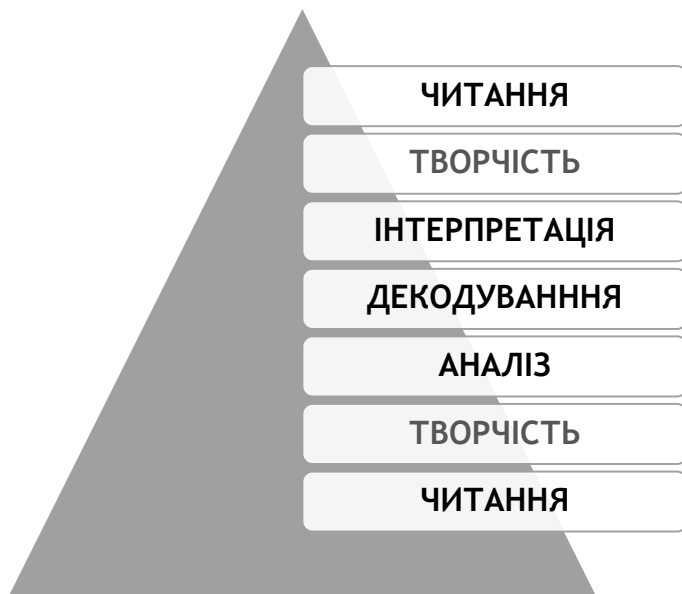 ЧИТАННЯ
ТВОРЧІСТЬ
ІНТЕРПРЕТАЦІЯ
ДЕКОДУВАНННЯ
АНАЛІЗ
ТВОРЧІСТЬ
ЧИТАННЯ